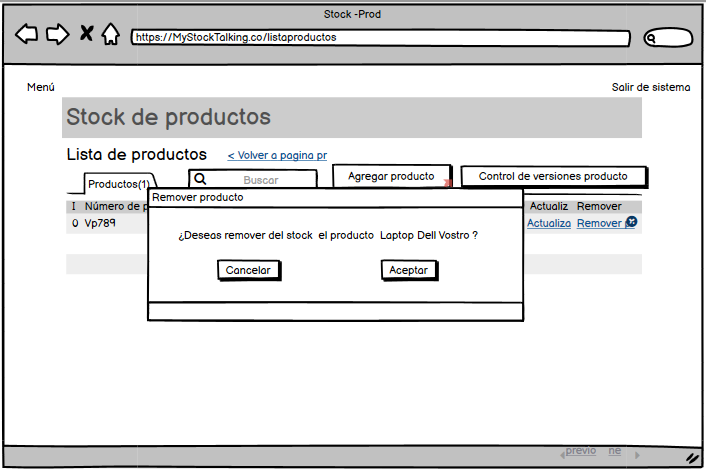 Stock -Prod
https://MyStockTalking.co/listaproductos
Menú
Salir de sistema
Stock de productos
Lista de productos
< Volver a pagina pr
Productos(1)
Buscar
Agregar producto
Control de versiones producto
I Número de p
Actualiz Remover
0 Vp789
Actualiza Remover
Remover producto
¿Deseas remover del stock el producto Laptop Dell Vostro ?
Cancelar
Aceptar
previo ne